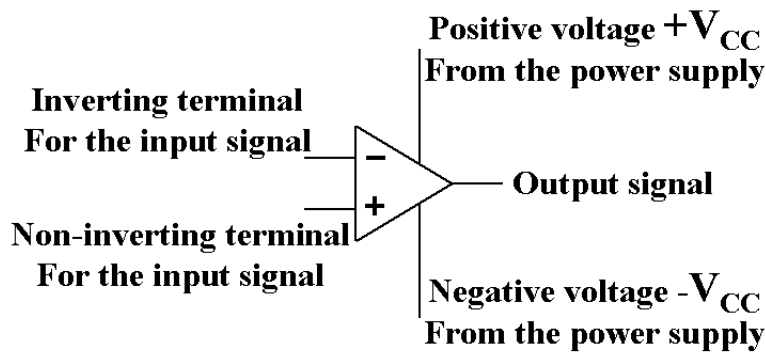 Positive voltage +VCC
From the power supply
Inverting terminal
For the input signal
−
+
Output signal
Non-inverting terminal
For the input signal
Negative voltage -VCC
From the power supply